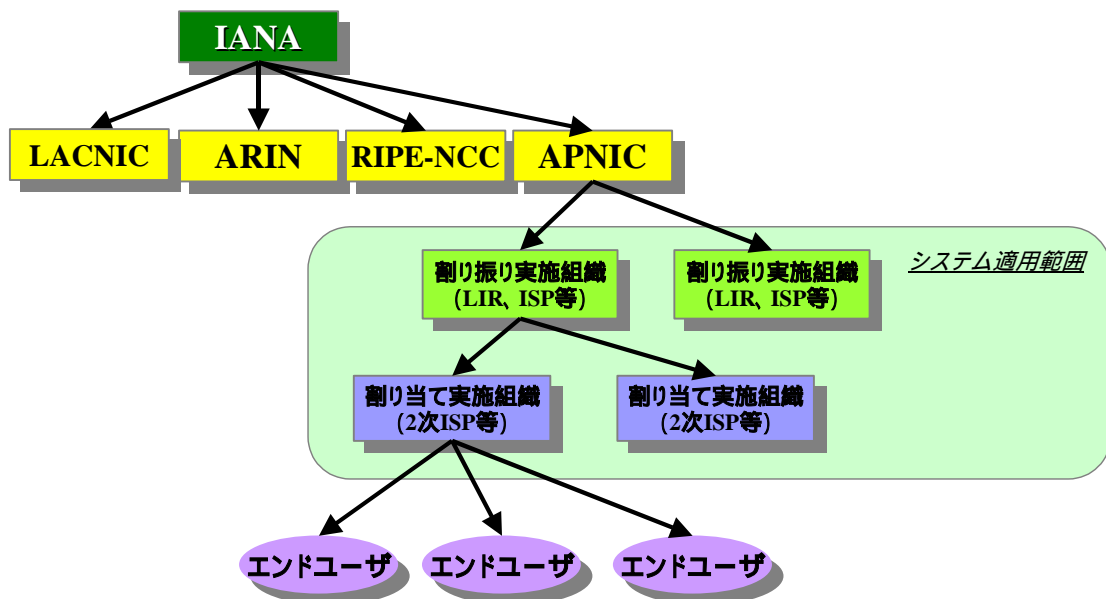 IANA
LACNIC
ARIN
RIPE-NCC
APNIC
システム適用範囲
割り振り実施組織
(LIR、ISP等)
割り振り実施組織
(LIR、ISP等)
割り当て実施組織
(2次ISP等)
割り当て実施組織
(2次ISP等)
エンドユーザ
エンドユーザ
エンドユーザ